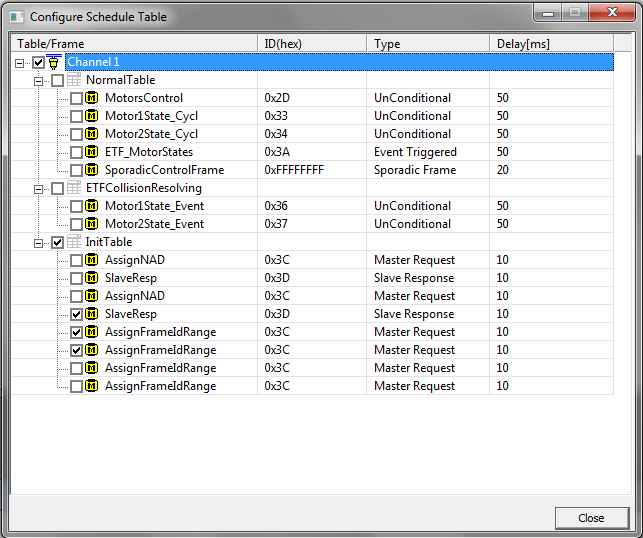 Configure Schedule Table
Table/Frame ID(hex) Type Delay[ms]
Channel 1
NormalTable
M MotorsControl 0x2D UnConditional 50
M Motor1State_Cycl 0x33 UnConditional 50
M Motor2State_Cycl 0x34 UnConditional 50
M ETF_MotorStates 0x3A Event Triggered 50
M SporadicControlFrame 0xFFFFFFFF Sporadic Frame 20
ETFCollisionResolving
M Motor1State_Event 0x36 UnConditional 50
M Motor2State_Event 0x37 UnConditional 50
InitTable
M AssignNAD 0x3C Master Request 10
M SlaveResp 0x3D Slave Response 10
M AssignNAD 0x3C Master Request 10
M SlaveResp 0x3D Slave Response 10
M AssignFrameIdRange 0x3C Master Request 10
M AssignFrameIdRange 0x3C Master Request 10
M AssignFrameIdRange 0x3C Master Request 10
M AssignFrameIdRange 0x3C Master Request 10
Close